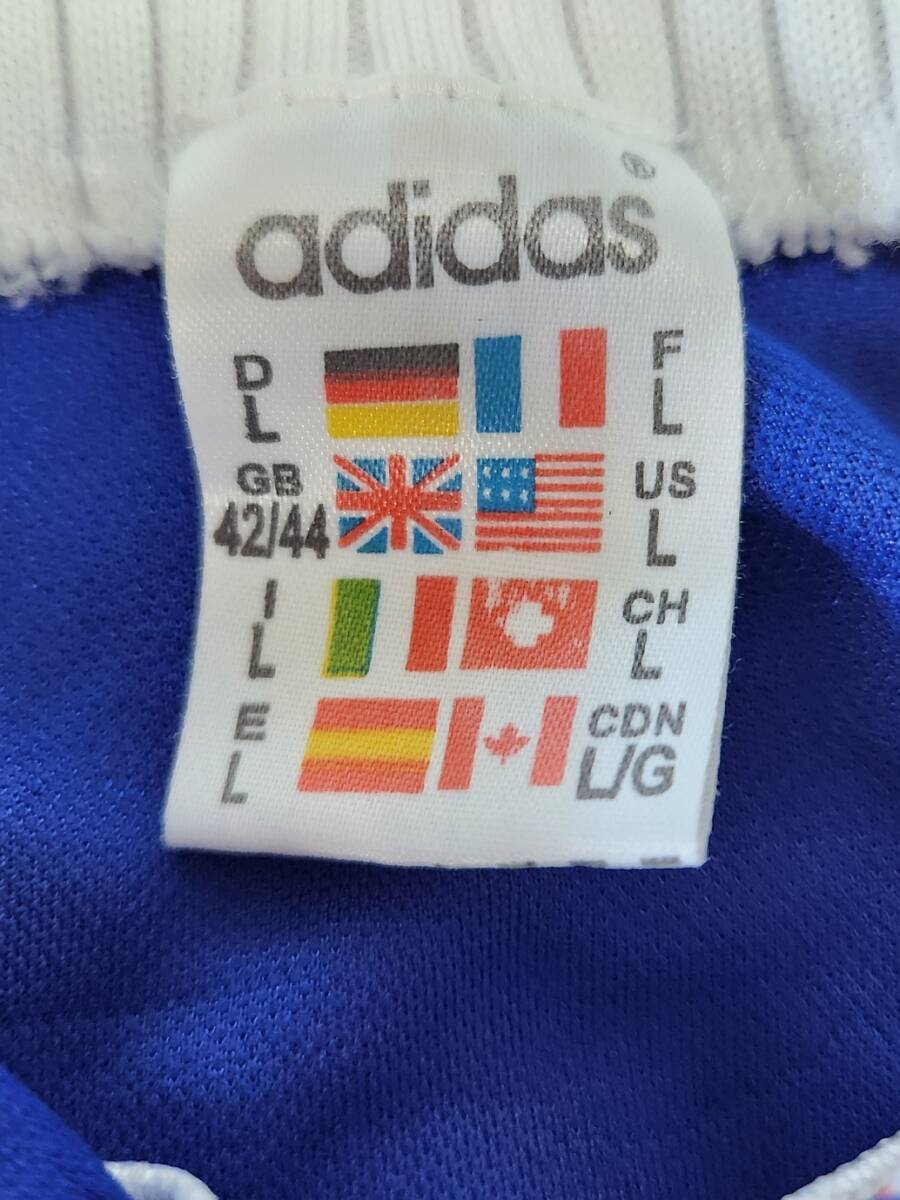 adidas®
D F
L L
GB US
42/44 L
I CH
L L
E CDN
L L/G